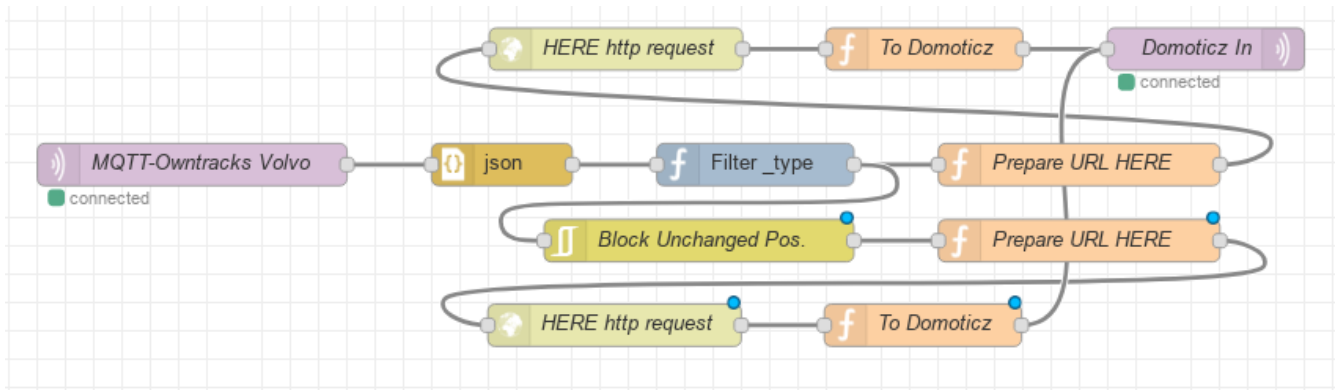 HERE http request
To Domoticz
Domoticz In
connected
MQTT-Owntracks Volvo
json
Filter _type
Prepare URL HERE
connected
Block Unchanged Pos.
Prepare URL HERE
HERE http request
To Domoticz